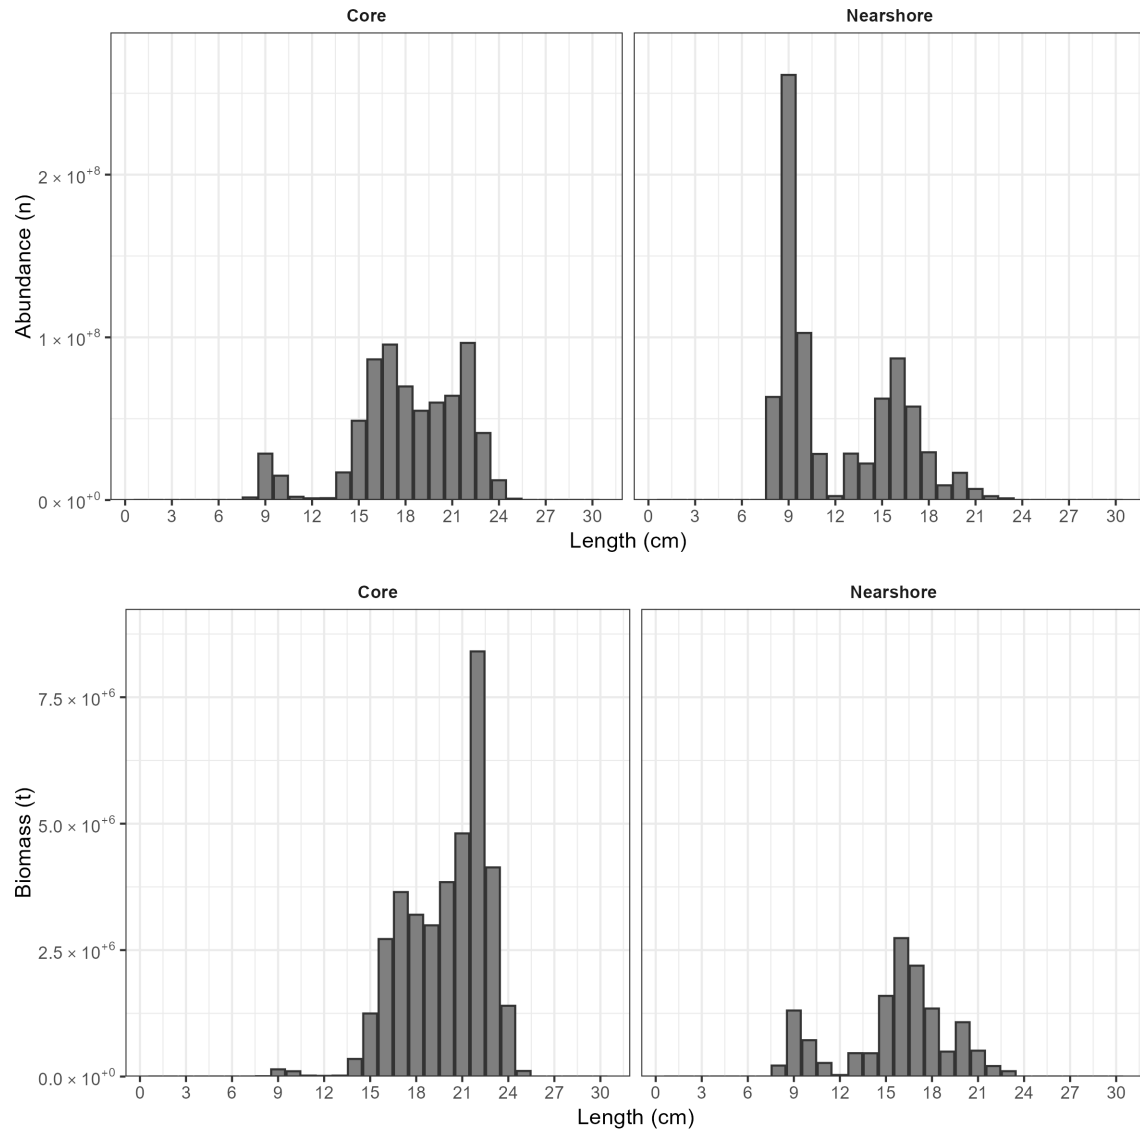 Core Nearshore
Abundance (n)
2 × 10⁺⁸
1 × 10⁺⁸
0 × 10⁺⁰
0 3 6 9 12 15 18 21 24 27 30 0 3 6 9 12 15 18 21 24 27 30
Length (cm)
Core Nearshore
Biomass (t)
7.5 × 10⁺⁶
5.0 × 10⁺⁶
2.5 × 10⁺⁶
0.0 × 10⁺⁰
0 3 6 9 12 15 18 21 24 27 30 0 3 6 9 12 15 18 21 24 27 30
Length (cm)